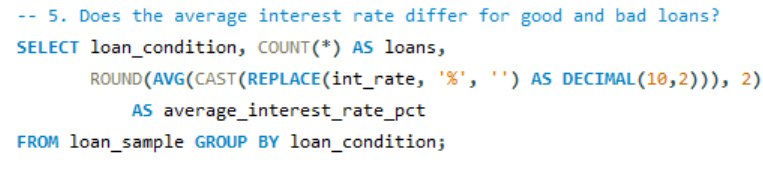 -- 5. Does the average interest rate differ for good and bad loans?
SELECT loan_condition, COUNT(*) AS loans,
       ROUND(AVG(CAST(REPLACE(int_rate, '%', '') AS DECIMAL(10,2))), 2)
           AS average_interest_rate_pct
FROM loan_sample GROUP BY loan_condition;